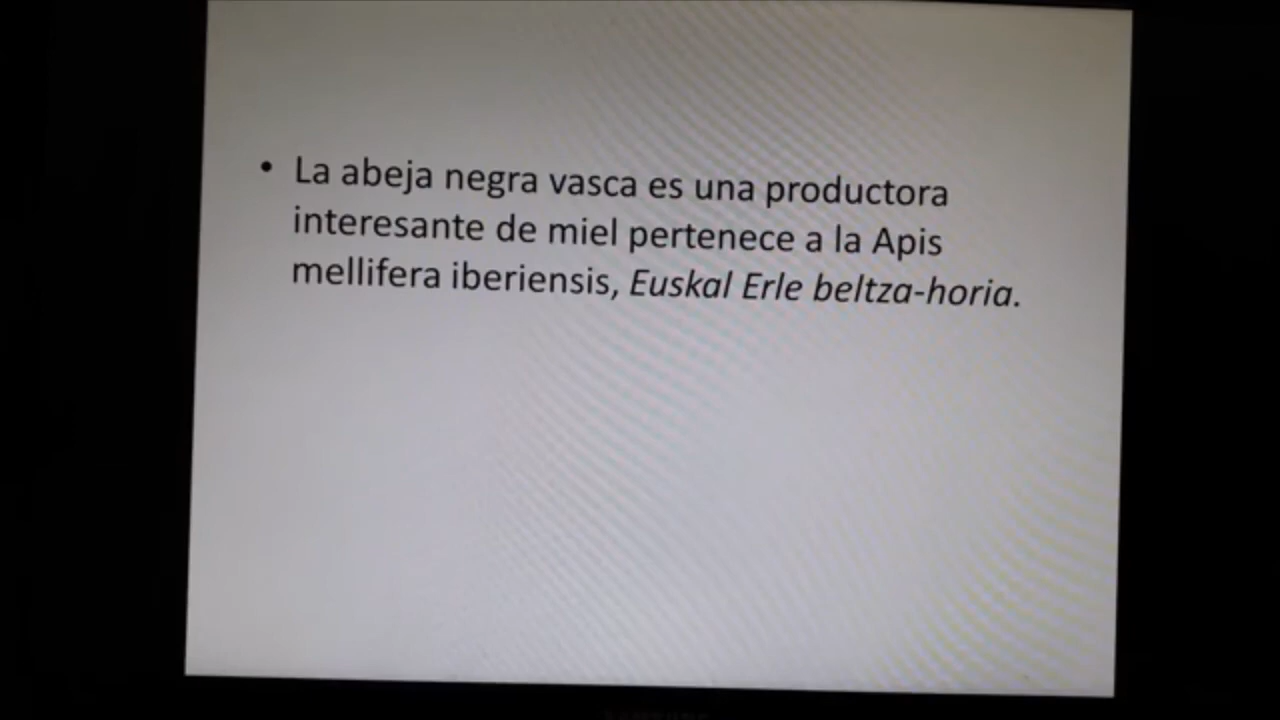 • La abeja negra vasca es una productora
interesante de miel pertenece a la Apis
mellifera iberiensis, Euskal Erle beltza-horia.